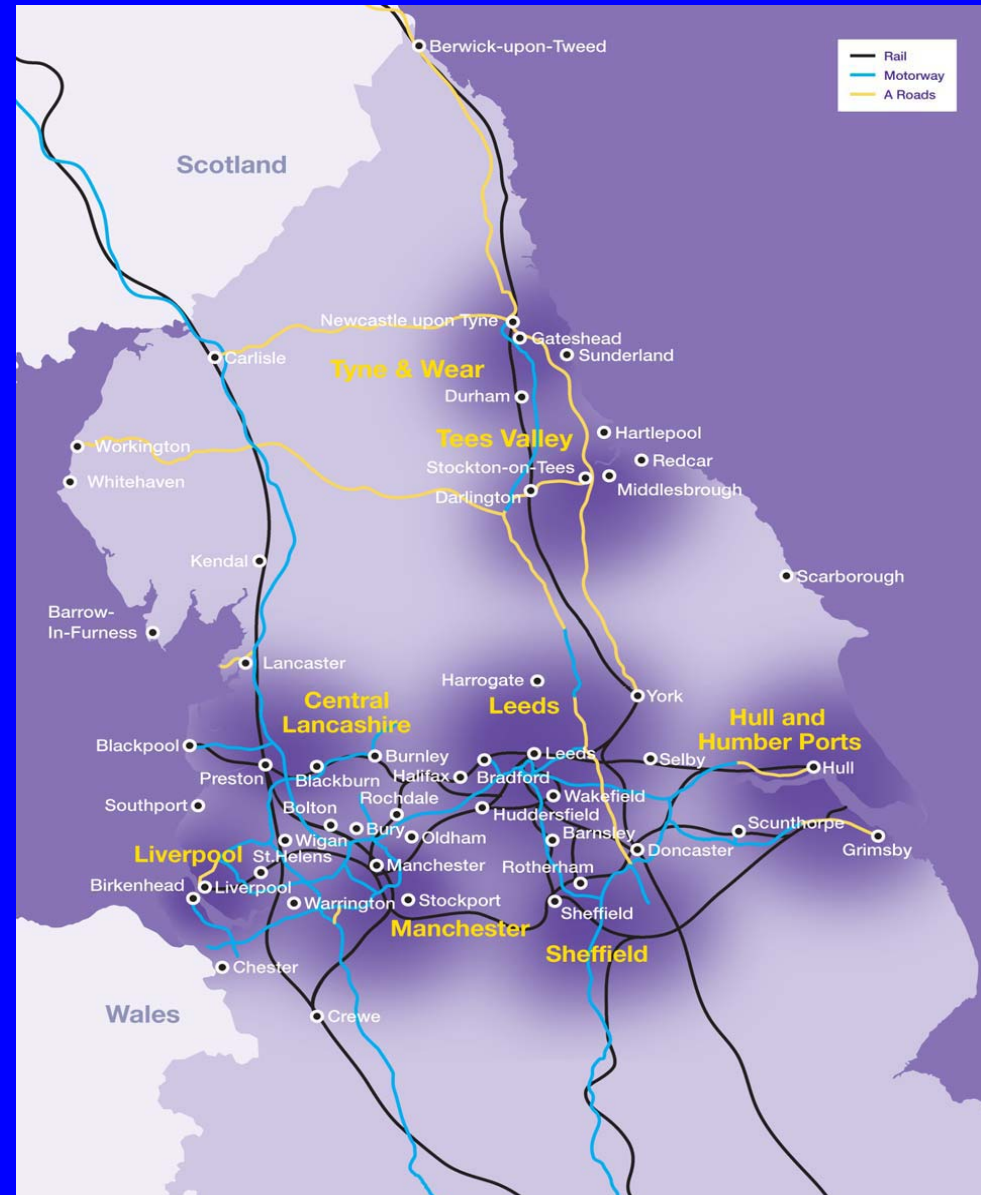 Berwick-upon-Tweed
Rail
Motorway
A Roads
Scotland
Newcastle upon Tyne
Gateshead
Sunderland
Carlisle
Tyne & Wear
Durham
Hartlepool
Tees Valley
Workington
Redcar
Stockton-on-Tees
Whitehaven
Middlesbrough
Darlington
Kendal
Scarborough
Barrow-
In-Furness
Lancaster
Harrogate
York
Central
Lancashire
Leeds
Hull and
Humber Ports
Blackpool
Burnley
Leeds
Selby
Preston
Blackburn
Halifax
Bradford
Hull
Southport
Bolton
Rochdale
Wakefield
Huddersfield
Bury
Oldham
Barnsley
Scunthorpe
Wigan
Doncaster
Grimsby
Liverpool
St.Helens
Manchester
Rotherham
Birkenhead
Liverpool
Warrington
Stockport
Sheffield
Manchester
Sheffield
Chester
Wales
Crewe